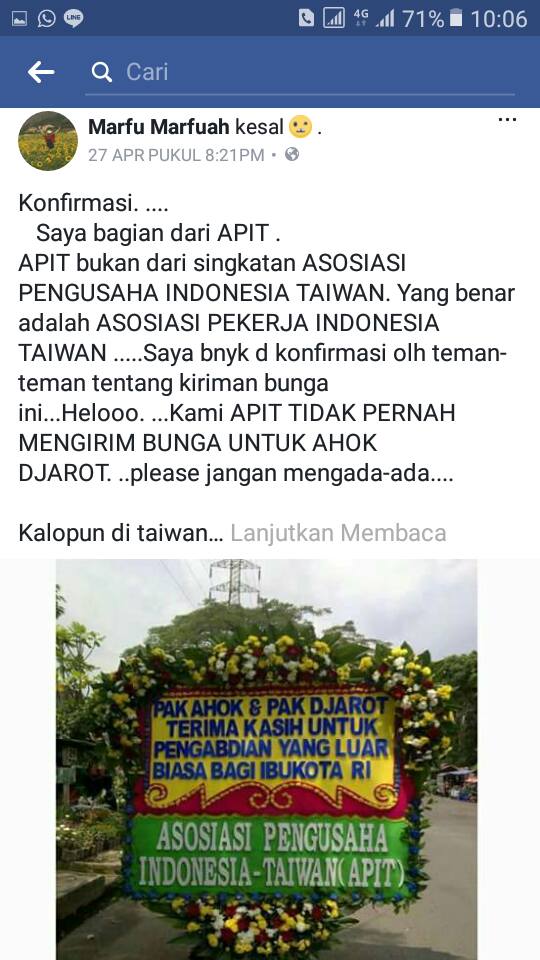 LINE
4G
71%
10:06
Cari
Marfu Marfuah kesal .
27 APR PUKUL 8:21PM •
Konfirmasi. ....
Saya bagian dari APIT .
APIT bukan dari singkatan ASOSIASI
PENGUSAHA INDONESIA TAIWAN. Yang benar
adalah ASOSIASI PEKERJA INDONESIA
TAIWAN .....Saya bnyk d konfirmasi olh teman-
teman tentang kiriman bunga
ini...Helooo. ...Kami APIT TIDAK PERNAH
MENGIRIM BUNGA UNTUK AHOK
DJAROT. ..please jangan mengada-ada....
Kalopun di taiwan... Lanjutkan Membaca
PAK AHOK & PAK DJAROT
TERIMA KASIH UNTUK
PENGABDIAN YANG LUAR
BIASA BAGI IBUKOTA RI
ASOSIASI PENGUSAHA
INDONESIA-TAIWAN(APIT)